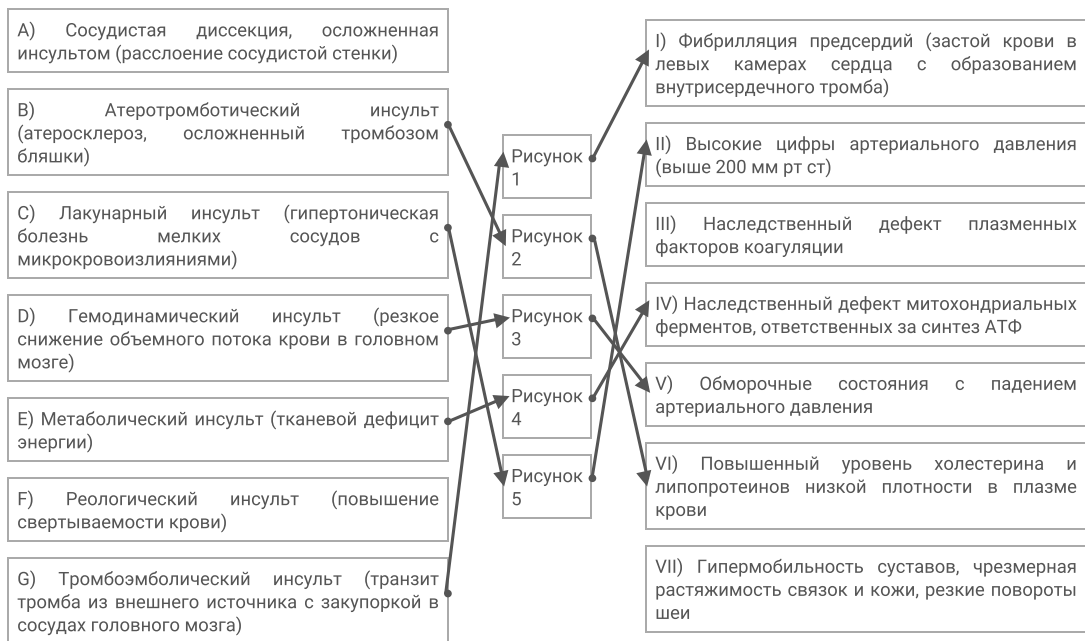 A) Сосудистая диссекция, осложненная
инсультом (расслоение сосудистой стенки)
B) Атеротромботический инсульт
(атеросклероз, осложненный тромбозом
бляшки)
C) Лакунарный инсульт (гипертоническая
болезнь мелких сосудов с
микрокровоизлияниями)
D) Гемодинамический инсульт (резкое
снижение объемного потока крови в головном
мозге)
E) Метаболический инсульт (тканевой дефицит
энергии)
F) Реологический инсульт (повышение
свертываемости крови)
G) Тромбоэмболический инсульт (транзит
тромба из внешнего источника с закупоркой в
сосудах головного мозга)
Рисунок
1
Рисунок
2
Рисунок
3
Рисунок
4
Рисунок
5
I) Фибрилляция предсердий (застой крови в
левых камерах сердца с образованием
внутрисердечного тромба)
II) Высокие цифры артериального давления
(выше 200 мм рт ст)
III) Наследственный дефект плазменных
факторов коагуляции
IV) Наследственный дефект митохондриальных
ферментов, ответственных за синтез АТФ
V) Обморочные состояния с падением
артериального давления
VI) Повышенный уровень холестерина и
липопротеинов низкой плотности в плазме
крови
VII) Гипермобильность суставов, чрезмерная
растяжимость связок и кожи, резкие повороты
шеи